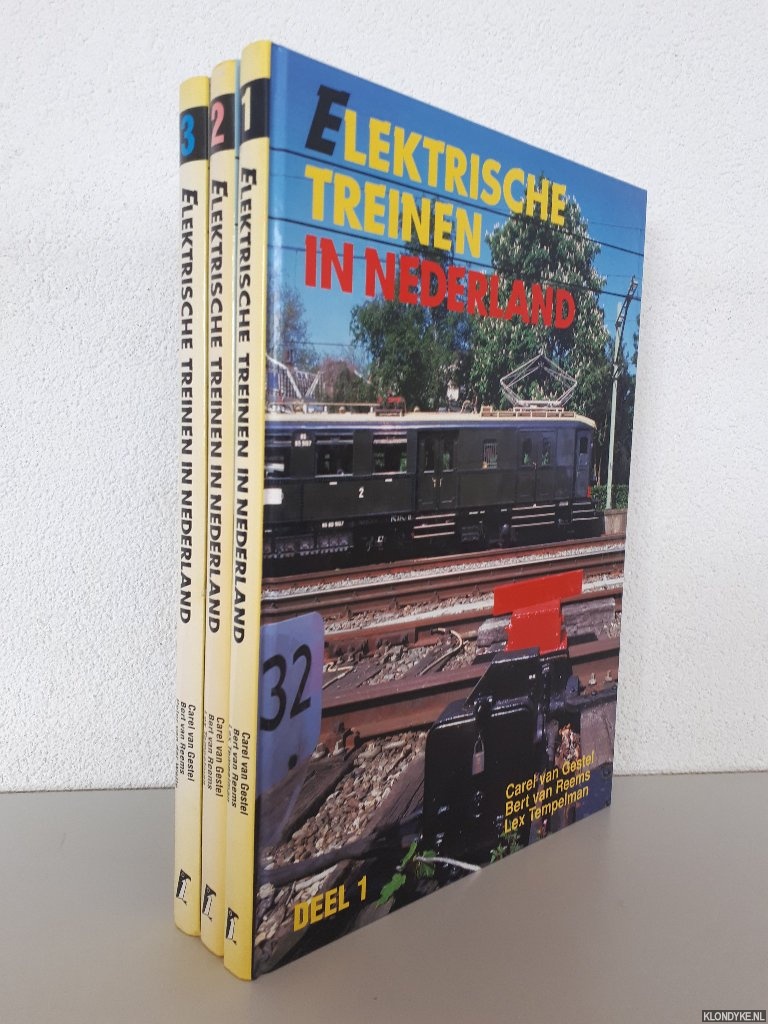 3
ELEKTRISCHE TREINEN IN NEDERLAND
Carel van Gestel
Bert van Reems
2
ELEKTRISCHE TREINEN IN NEDERLAND
Carel van Gestel
Bert van Reems
1
ELEKTRISCHE TREINEN IN NEDERLAND
Carel van Gestel
Bert van Reems
Lex Tempelman
ELEKTRISCHE
TREINEN
IN NEDERLAND
2
32
Carel van Gestel
Bert van Reems
Lex Tempelman
DEEL 1
KLONDYKE.NL